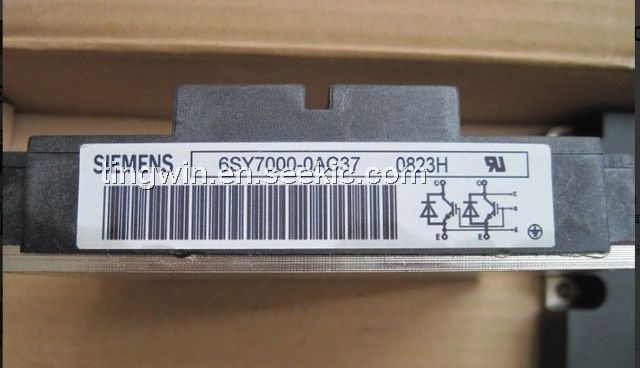 SIEMENS 6SY7000-0AG37 0823H
tingwin.en.seekic.com
C C
C
G
E E E